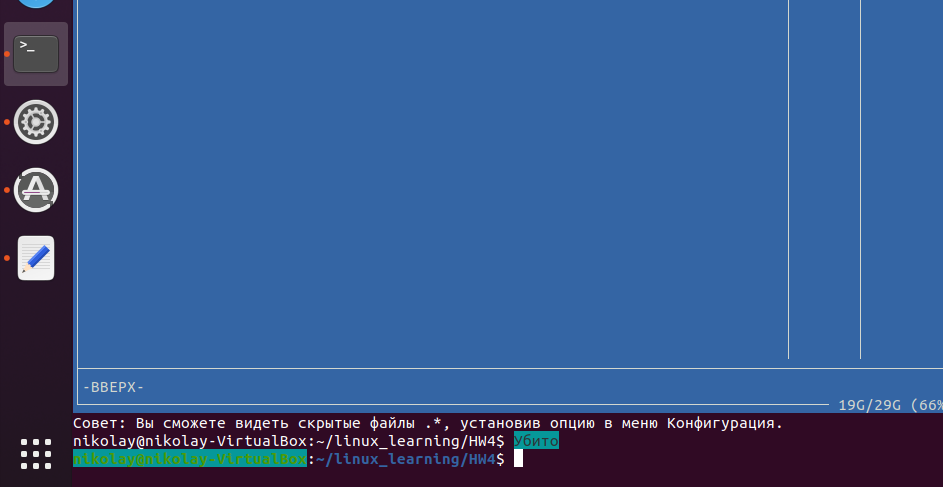 >_
A
-ВВЕРХ-
19G/29G (66%
Совет: Вы сможете видеть скрытые файлы .*, установив опцию в меню Конфигурация.
nikolay@nikolay-VirtualBox:~/linux_learning/HW4$ Убито
nikolay@nikolay-VirtualBox:~/linux_learning/HW4$